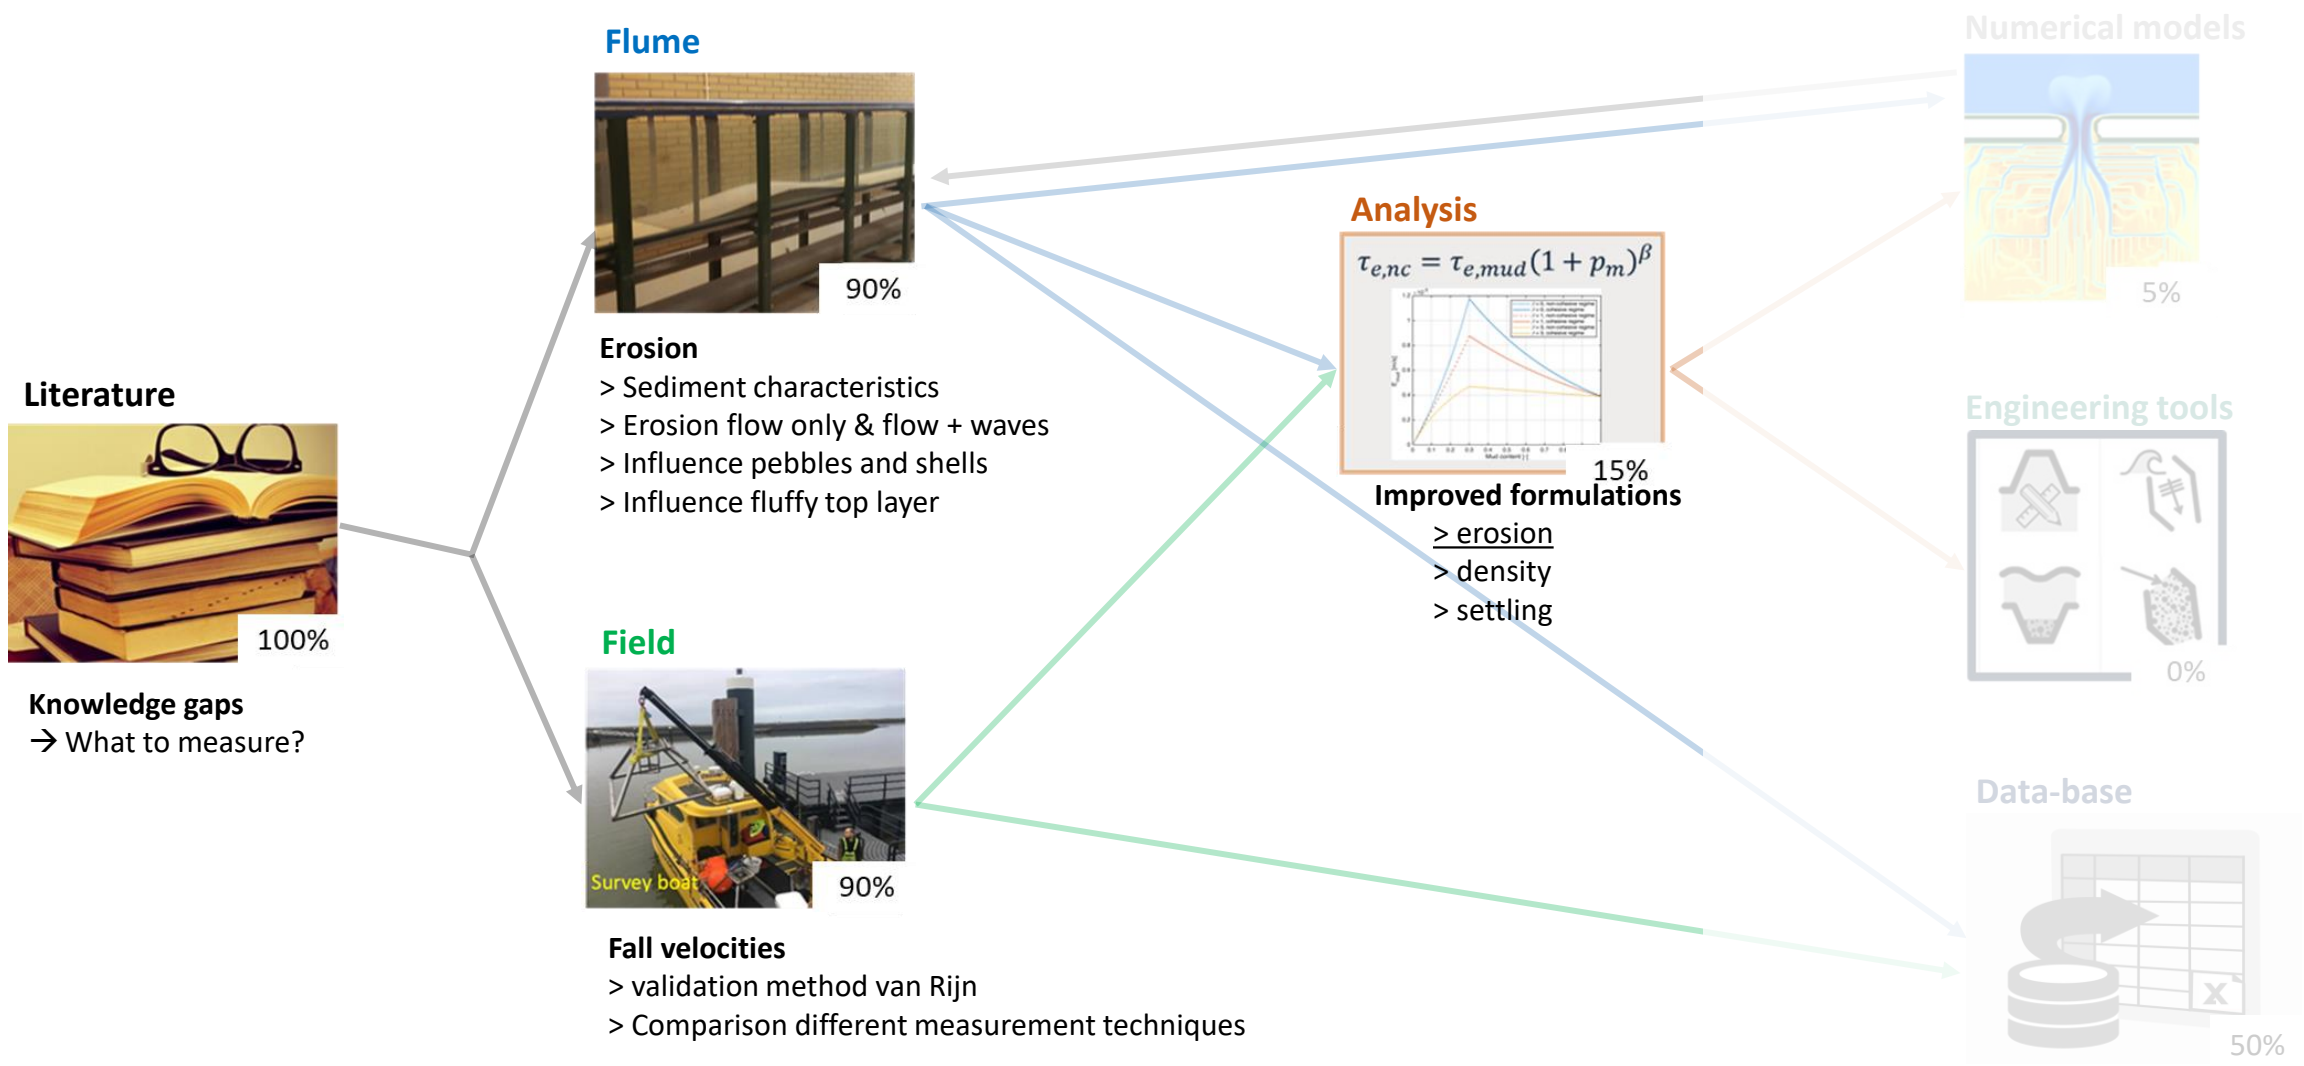 Literature
100%
Knowledge gaps
→ What to measure?
Flume
90%
Erosion
> Sediment characteristics
> Erosion flow only & flow + waves
> Influence pebbles and shells
> Influence fluffy top layer
Field
Survey boat
90%
Fall velocities
> validation method van Rijn
> Comparison different measurement techniques
Analysis
τe,nc = τe,mud(1 + pm)^β
Mud content
15%
Improved formulations
> erosion
> density
> settling
Numerical models
5%
Engineering tools
0%
Data-base
X
50%